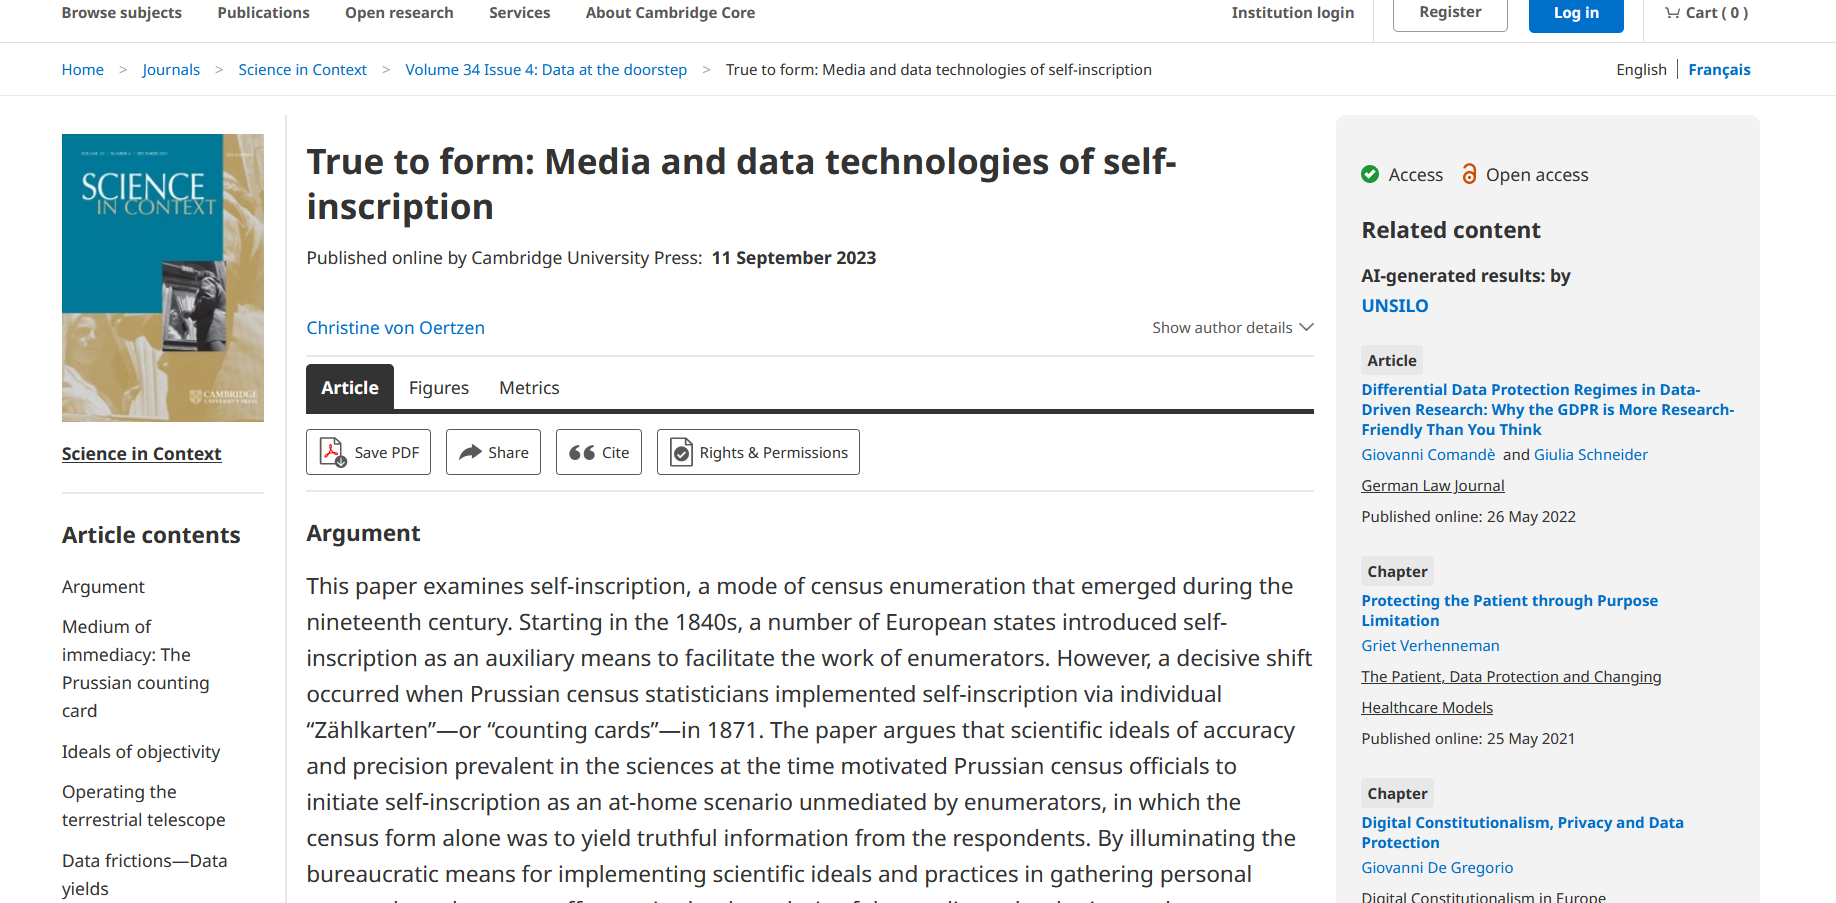 Browse subjects
Publications
Open research
Services
About Cambridge Core
Institution login
Register
Log in
Cart ( 0 )
Home > Journals > Science in Context > Volume 34 Issue 4: Data at the doorstep > True to form: Media and data technologies of self-inscription
English | Français
SCIENCE
IN CONTEXT
CAMBRIDGE
UNIVERSITY PRESS
Science in Context
Article contents
Argument
Medium of
immediacy: The
Prussian counting
card
Ideals of objectivity
Operating the
terrestrial telescope
Data frictions—Data
yields
True to form: Media and data technologies of self-
inscription
Published online by Cambridge University Press: 11 September 2023
Christine von Oertzen
Show author details
Article
Figures
Metrics
Save PDF
Share
Cite
Rights & Permissions
Argument
This paper examines self-inscription, a mode of census enumeration that emerged during the
nineteenth century. Starting in the 1840s, a number of European states introduced self-
inscription as an auxiliary means to facilitate the work of enumerators. However, a decisive shift
occurred when Prussian census statisticians implemented self-inscription via individual
“Zählkarten”—or “counting cards”—in 1871. The paper argues that scientific ideals of accuracy
and precision prevalent in the sciences at the time motivated Prussian census officials to
initiate self-inscription as an at-home scenario unmediated by enumerators, in which the
census form alone was to yield truthful information from the respondents. By illuminating the
bureaucratic means for implementing scientific ideals and practices in gathering personal
Access
Open access
Related content
AI-generated results: by
UNSILO
Article
Differential Data Protection Regimes in Data-
Driven Research: Why the GDPR is More Research-
Friendly Than You Think
Giovanni Comandè and Giulia Schneider
German Law Journal
Published online: 26 May 2022
Chapter
Protecting the Patient through Purpose
Limitation
Griet Verhenneman
The Patient, Data Protection and Changing
Healthcare Models
Published online: 25 May 2021
Chapter
Digital Constitutionalism, Privacy and Data
Protection
Giovanni De Gregorio
Digital Constitutionalism in Europe